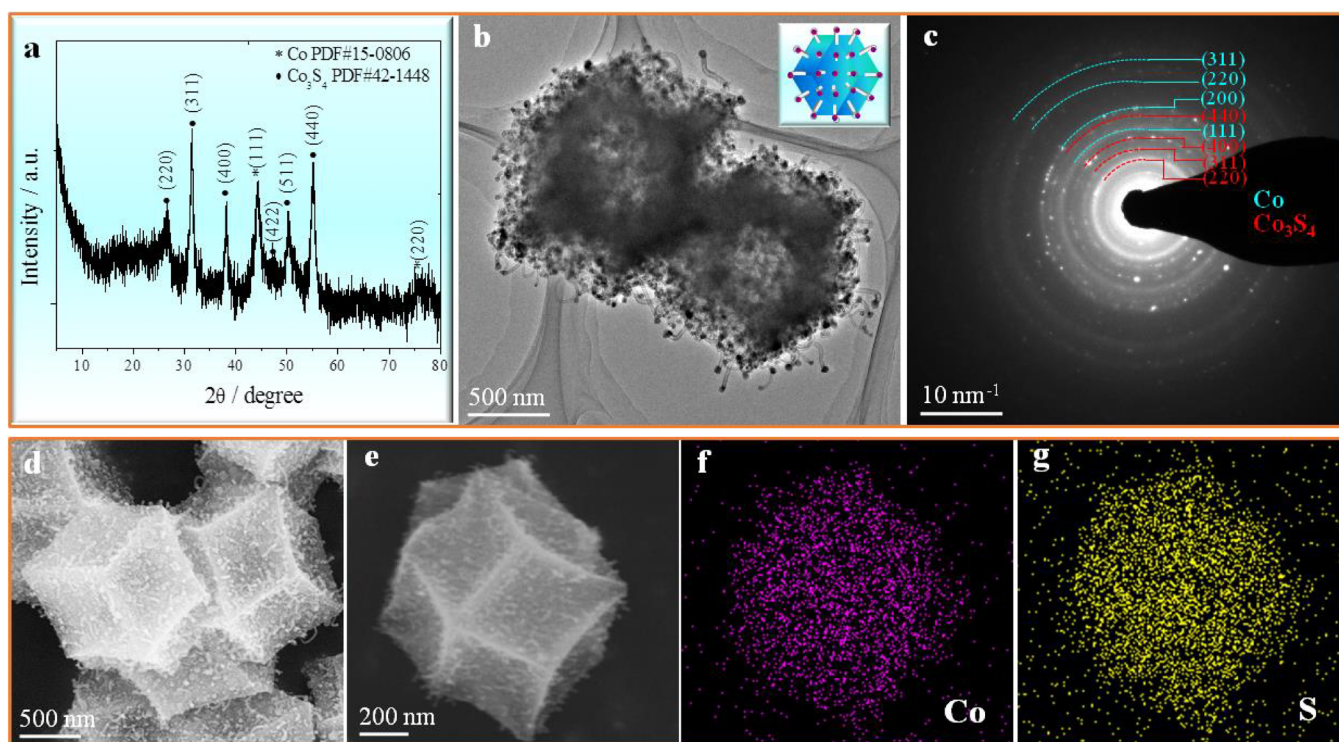 a
* Co PDF#15-0806
• Co₃S₄ PDF#42-1448
(220)
(311)
(400)
*(111)
(422)
(511)
(440)
*(220)
Intensity / a.u.
10 20 30 40 50 60 70 80
2θ / degree
b
500 nm
c
(311)
(220)
(200)
(440)
(111)
(400)
(311)
(220)
Co
Co₃S₄
10 nm⁻¹
d
500 nm
e
200 nm
f
Co
g
S